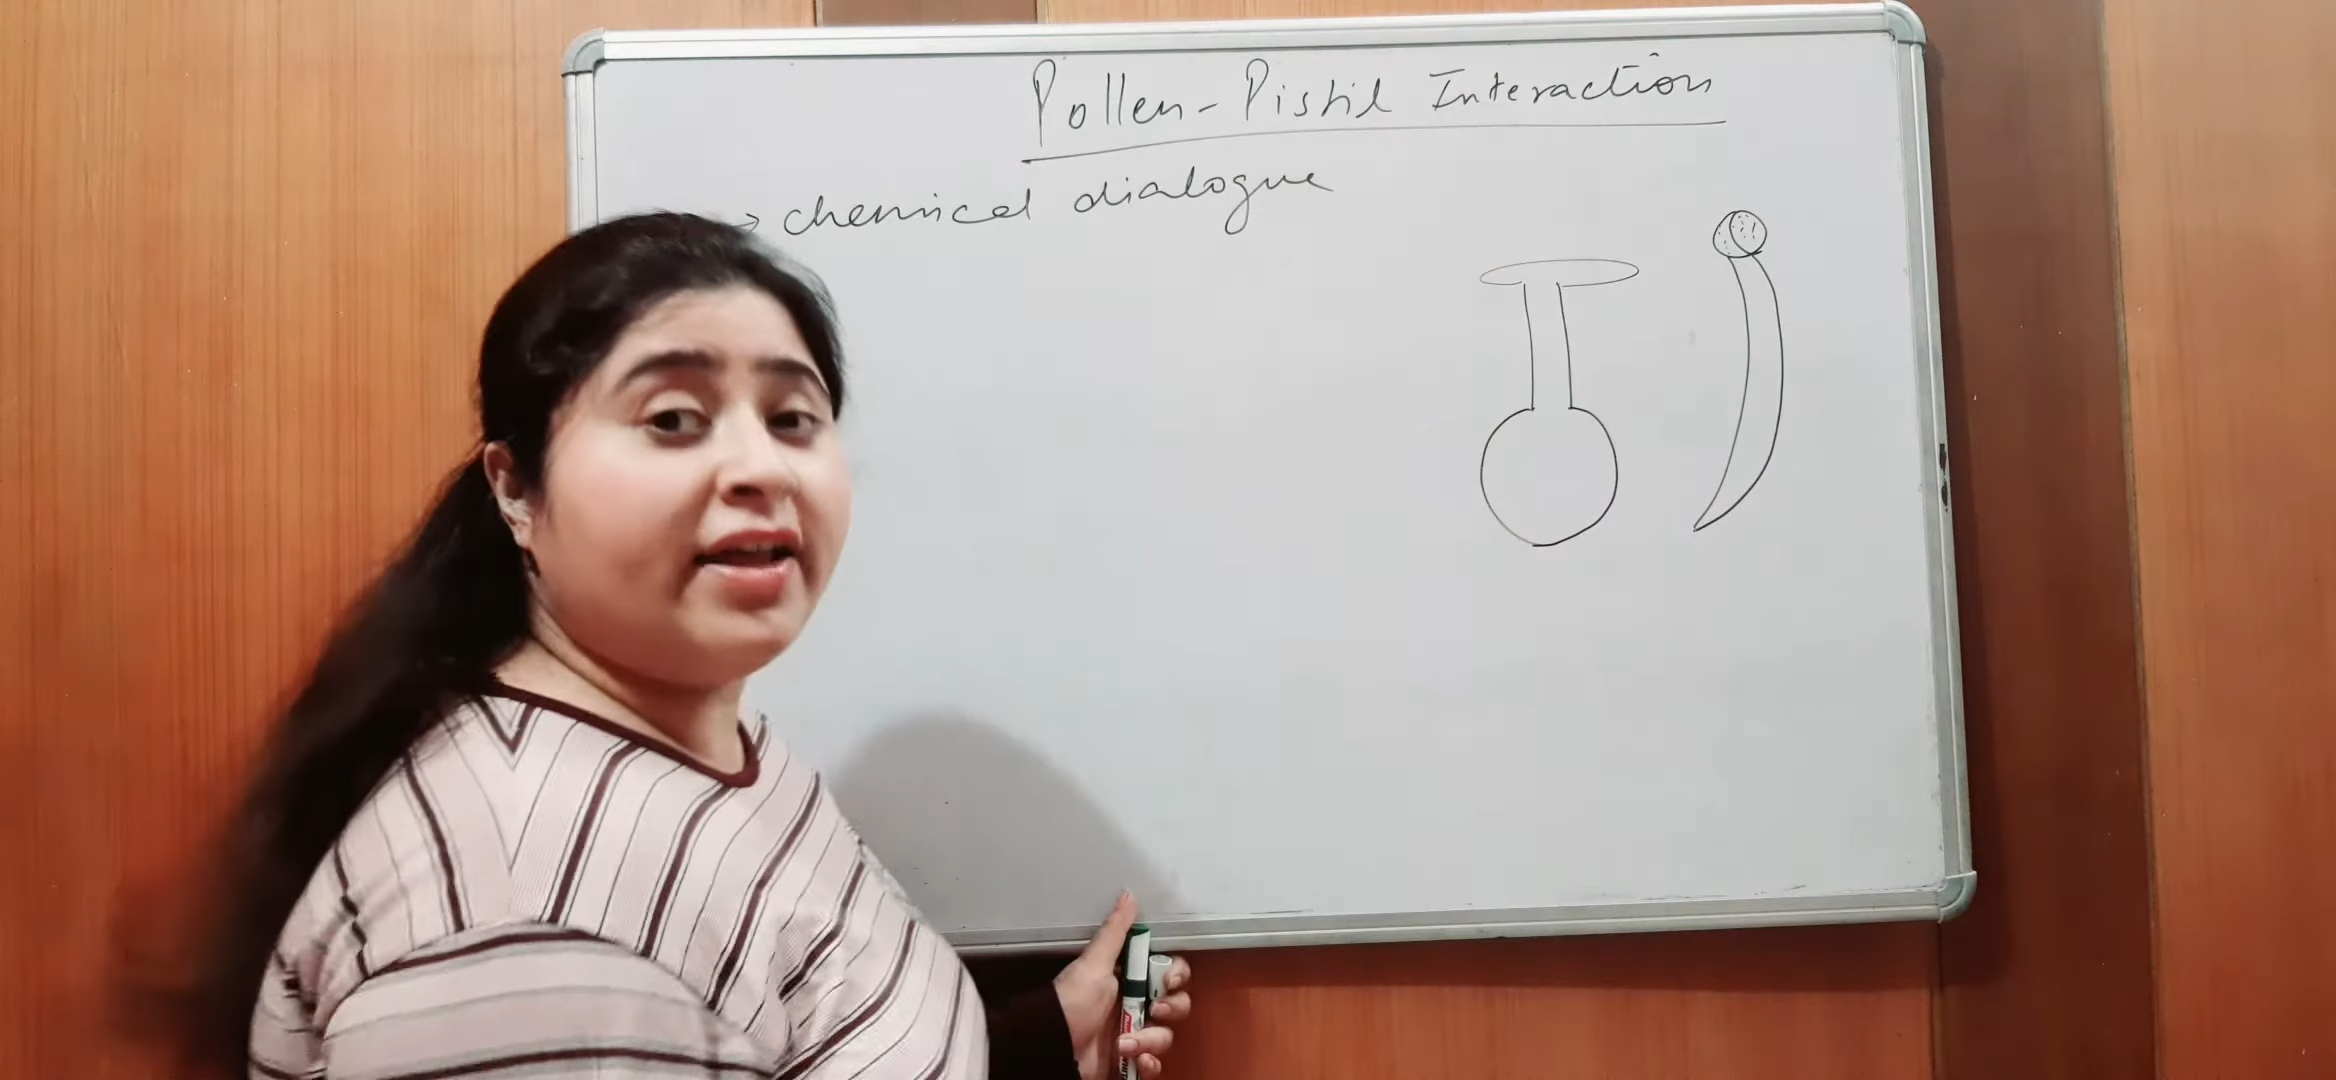 Pollen-Pistil Interaction
→ chemical dialogue